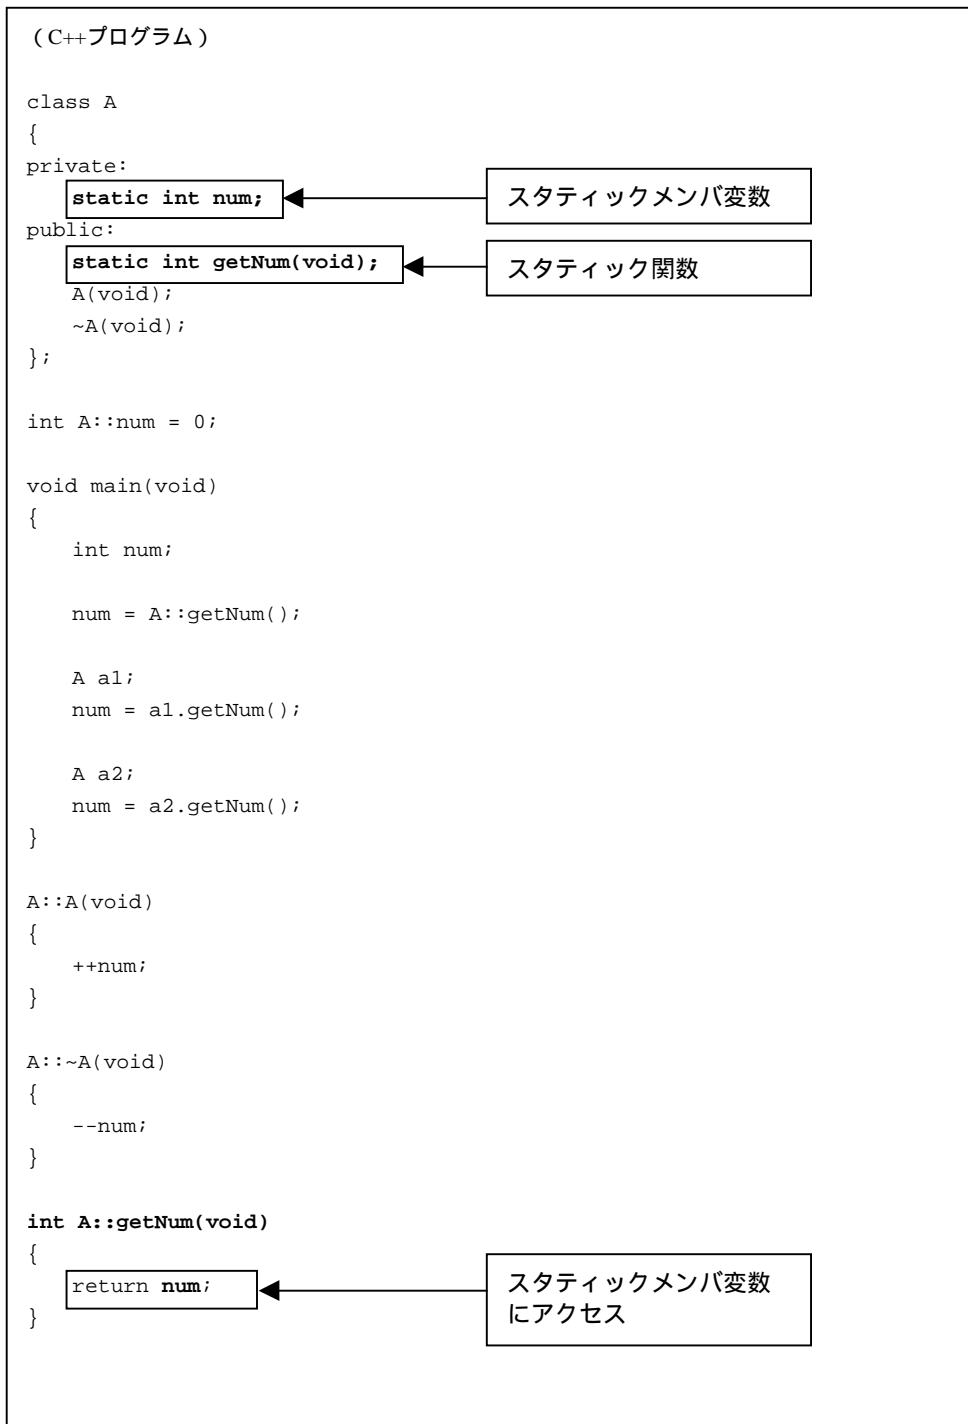 （C++プログラム）
class A
{
private:
static int num;
スタティックメンバ変数
public:
static int getNum(void);
スタティック関数
A(void);
~A(void);
};
int A::num = 0;
void main(void)
{
int num;
num = A::getNum();
A a1;
num = a1.getNum();
A a2;
num = a2.getNum();
}
A::A(void)
{
++num;
}
A::~A(void)
{
--num;
}
int A::getNum(void)
{
return num;
スタティックメンバ変数
にアクセス
}